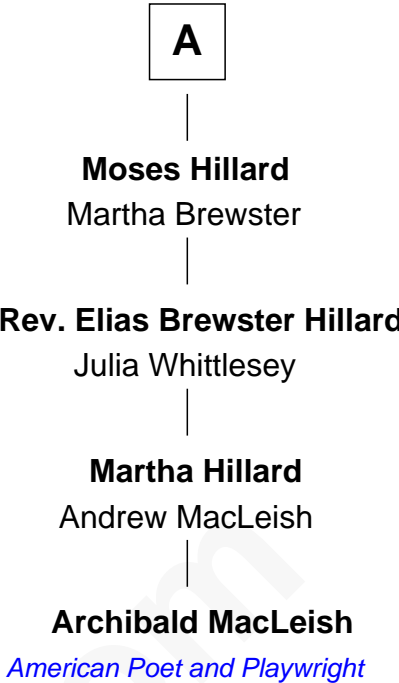 A
Moses Hillard
Martha Brewster
Rev. Elias Brewster Hillard
Julia Whittlesey
Martha Hillard
Andrew MacLeish
Archibald MacLeish
American Poet and Playwright